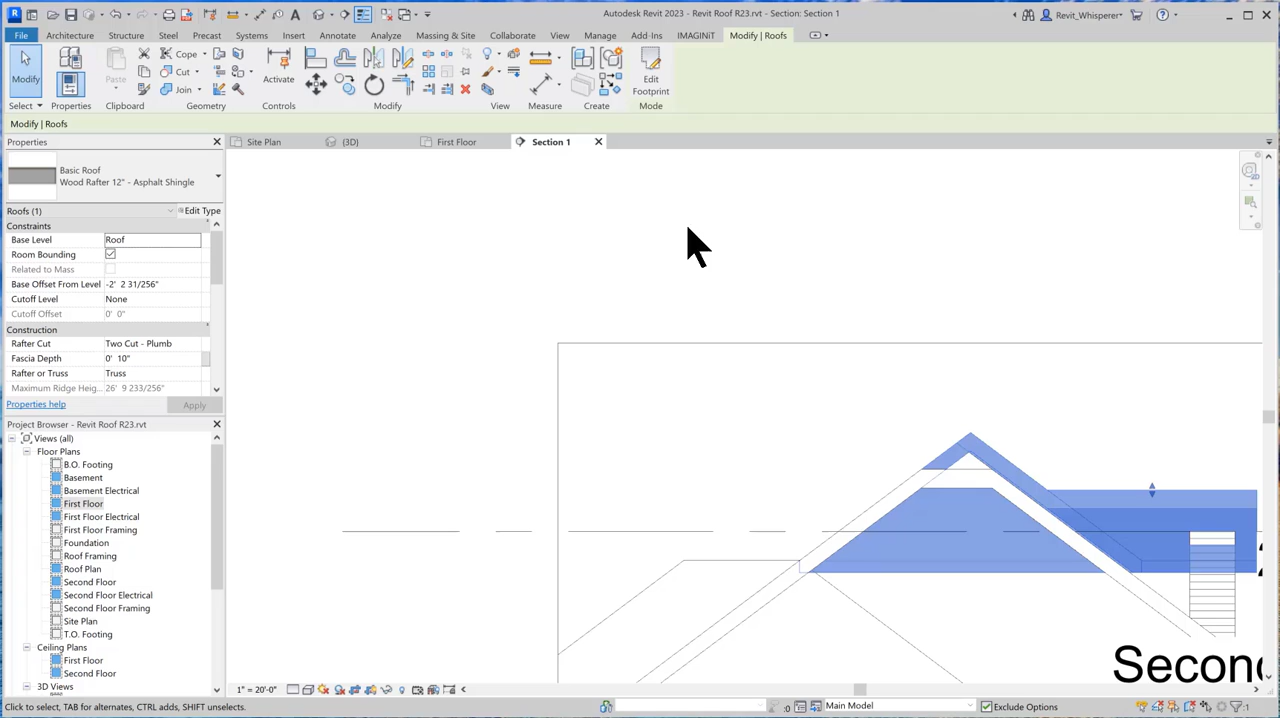 Autodesk Revit 2023 - Revit Roof R23.rvt - Section: Section 1
Revit_Whisperer
File Architecture Structure Steel Precast Systems Insert Annotate Analyze Massing & Site Collaborate View Manage Add-Ins IMAGINiT Modify | Roofs
Modify
Paste
Cope
Cut
Join
Activate
Edit
Footprint
Select Properties Clipboard Geometry Controls Modify View Measure Create Mode
Modify | Roofs
Properties
Site Plan (3D) First Floor Section 1
Basic Roof
Wood Rafter 12" - Asphalt Shingle
Roofs (1) Edit Type
Constraints
Base Level Roof
Room Bounding
Related to Mass
Base Offset From Level -2' 2 31/256"
Cutoff Level None
Cutoff Offset 0' 0"
Construction
Rafter Cut Two Cut - Plumb
Fascia Depth 0' 10"
Rafter or Truss Truss
Maximum Ridge Heig... 26' 9 233/256"
Properties help Apply
Project Browser - Revit Roof R23.rvt
Views (all)
Floor Plans
B.O. Footing
Basement
Basement Electrical
First Floor
First Floor Electrical
First Floor Framing
Foundation
Roof Framing
Roof Plan
Second Floor
Second Floor Electrical
Second Floor Framing
Site Plan
T.O. Footing
Ceiling Plans
First Floor
Second Floor
3D Views
Secon
1" = 20'-0"
Click to select, TAB for alternates, CTRL adds, SHIFT unselects. :0 Main Model Exclude Options :1